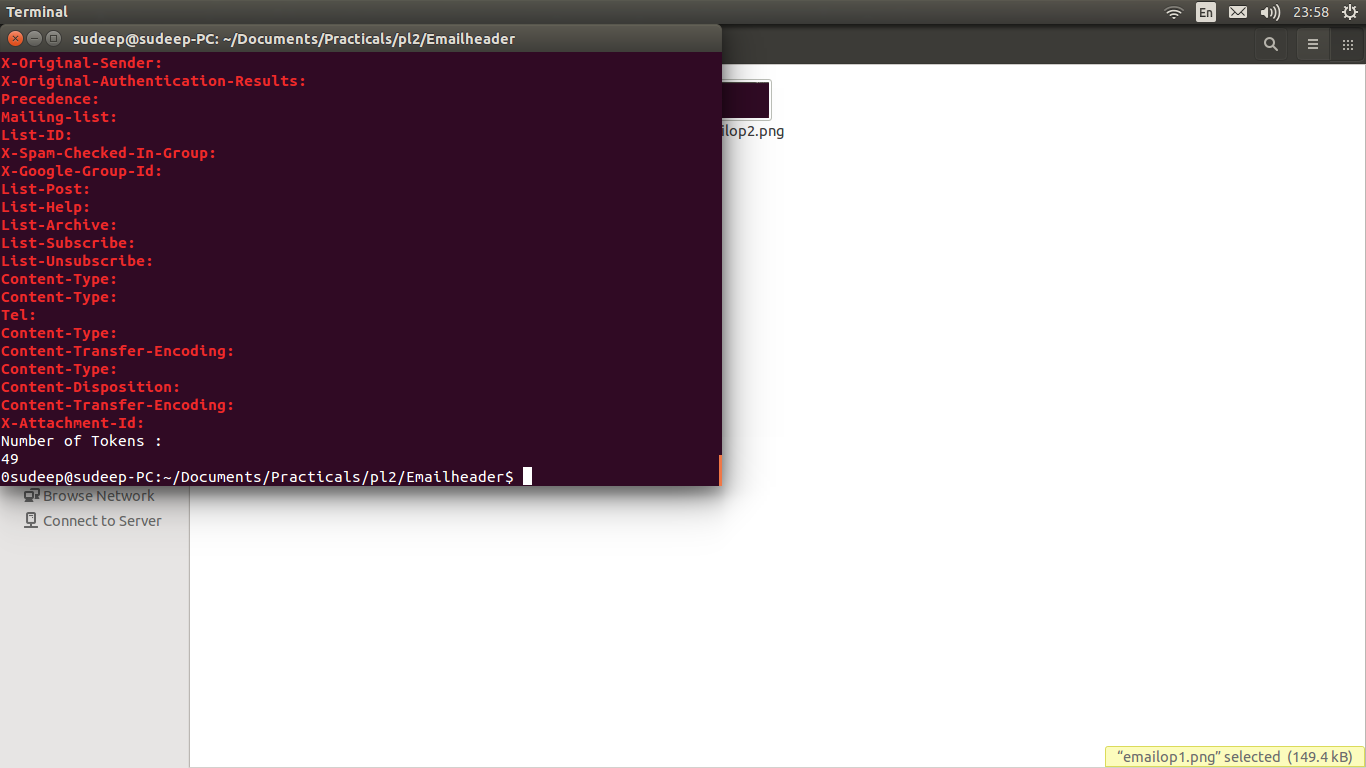 Terminal
En
23:58
sudeep@sudeep-PC: ~/Documents/Practicals/pl2/Emailheader
X-Original-Sender:
X-Original-Authentication-Results:
Precedence:
Mailing-list:
List-ID:
X-Spam-Checked-In-Group:
X-Google-Group-Id:
List-Post:
List-Help:
List-Archive:
List-Subscribe:
List-Unsubscribe:
Content-Type:
Content-Type:
Tel:
Content-Type:
Content-Transfer-Encoding:
Content-Type:
Content-Disposition:
Content-Transfer-Encoding:
X-Attachment-Id:
Number of Tokens :
49
0sudeep@sudeep-PC:~/Documents/Practicals/pl2/Emailheader$
ilop2.png
Browse Network
Connect to Server
“emailop1.png” selected (149.4 kB)